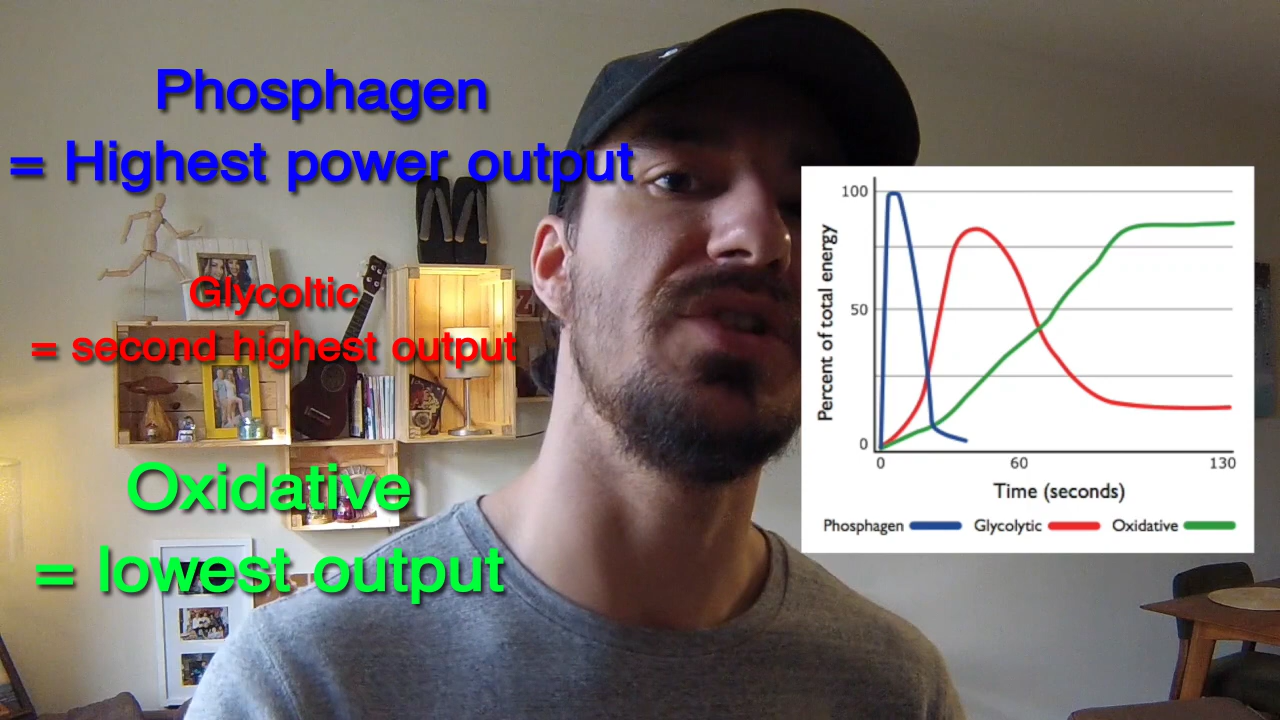 Phosphagen
= Highest power output
Glycoltic
= second highest output
Oxidative
= lowest output
Percent of total energy
100
50
0
0 60 130
Time (seconds)
Phosphagen Glycolytic Oxidative